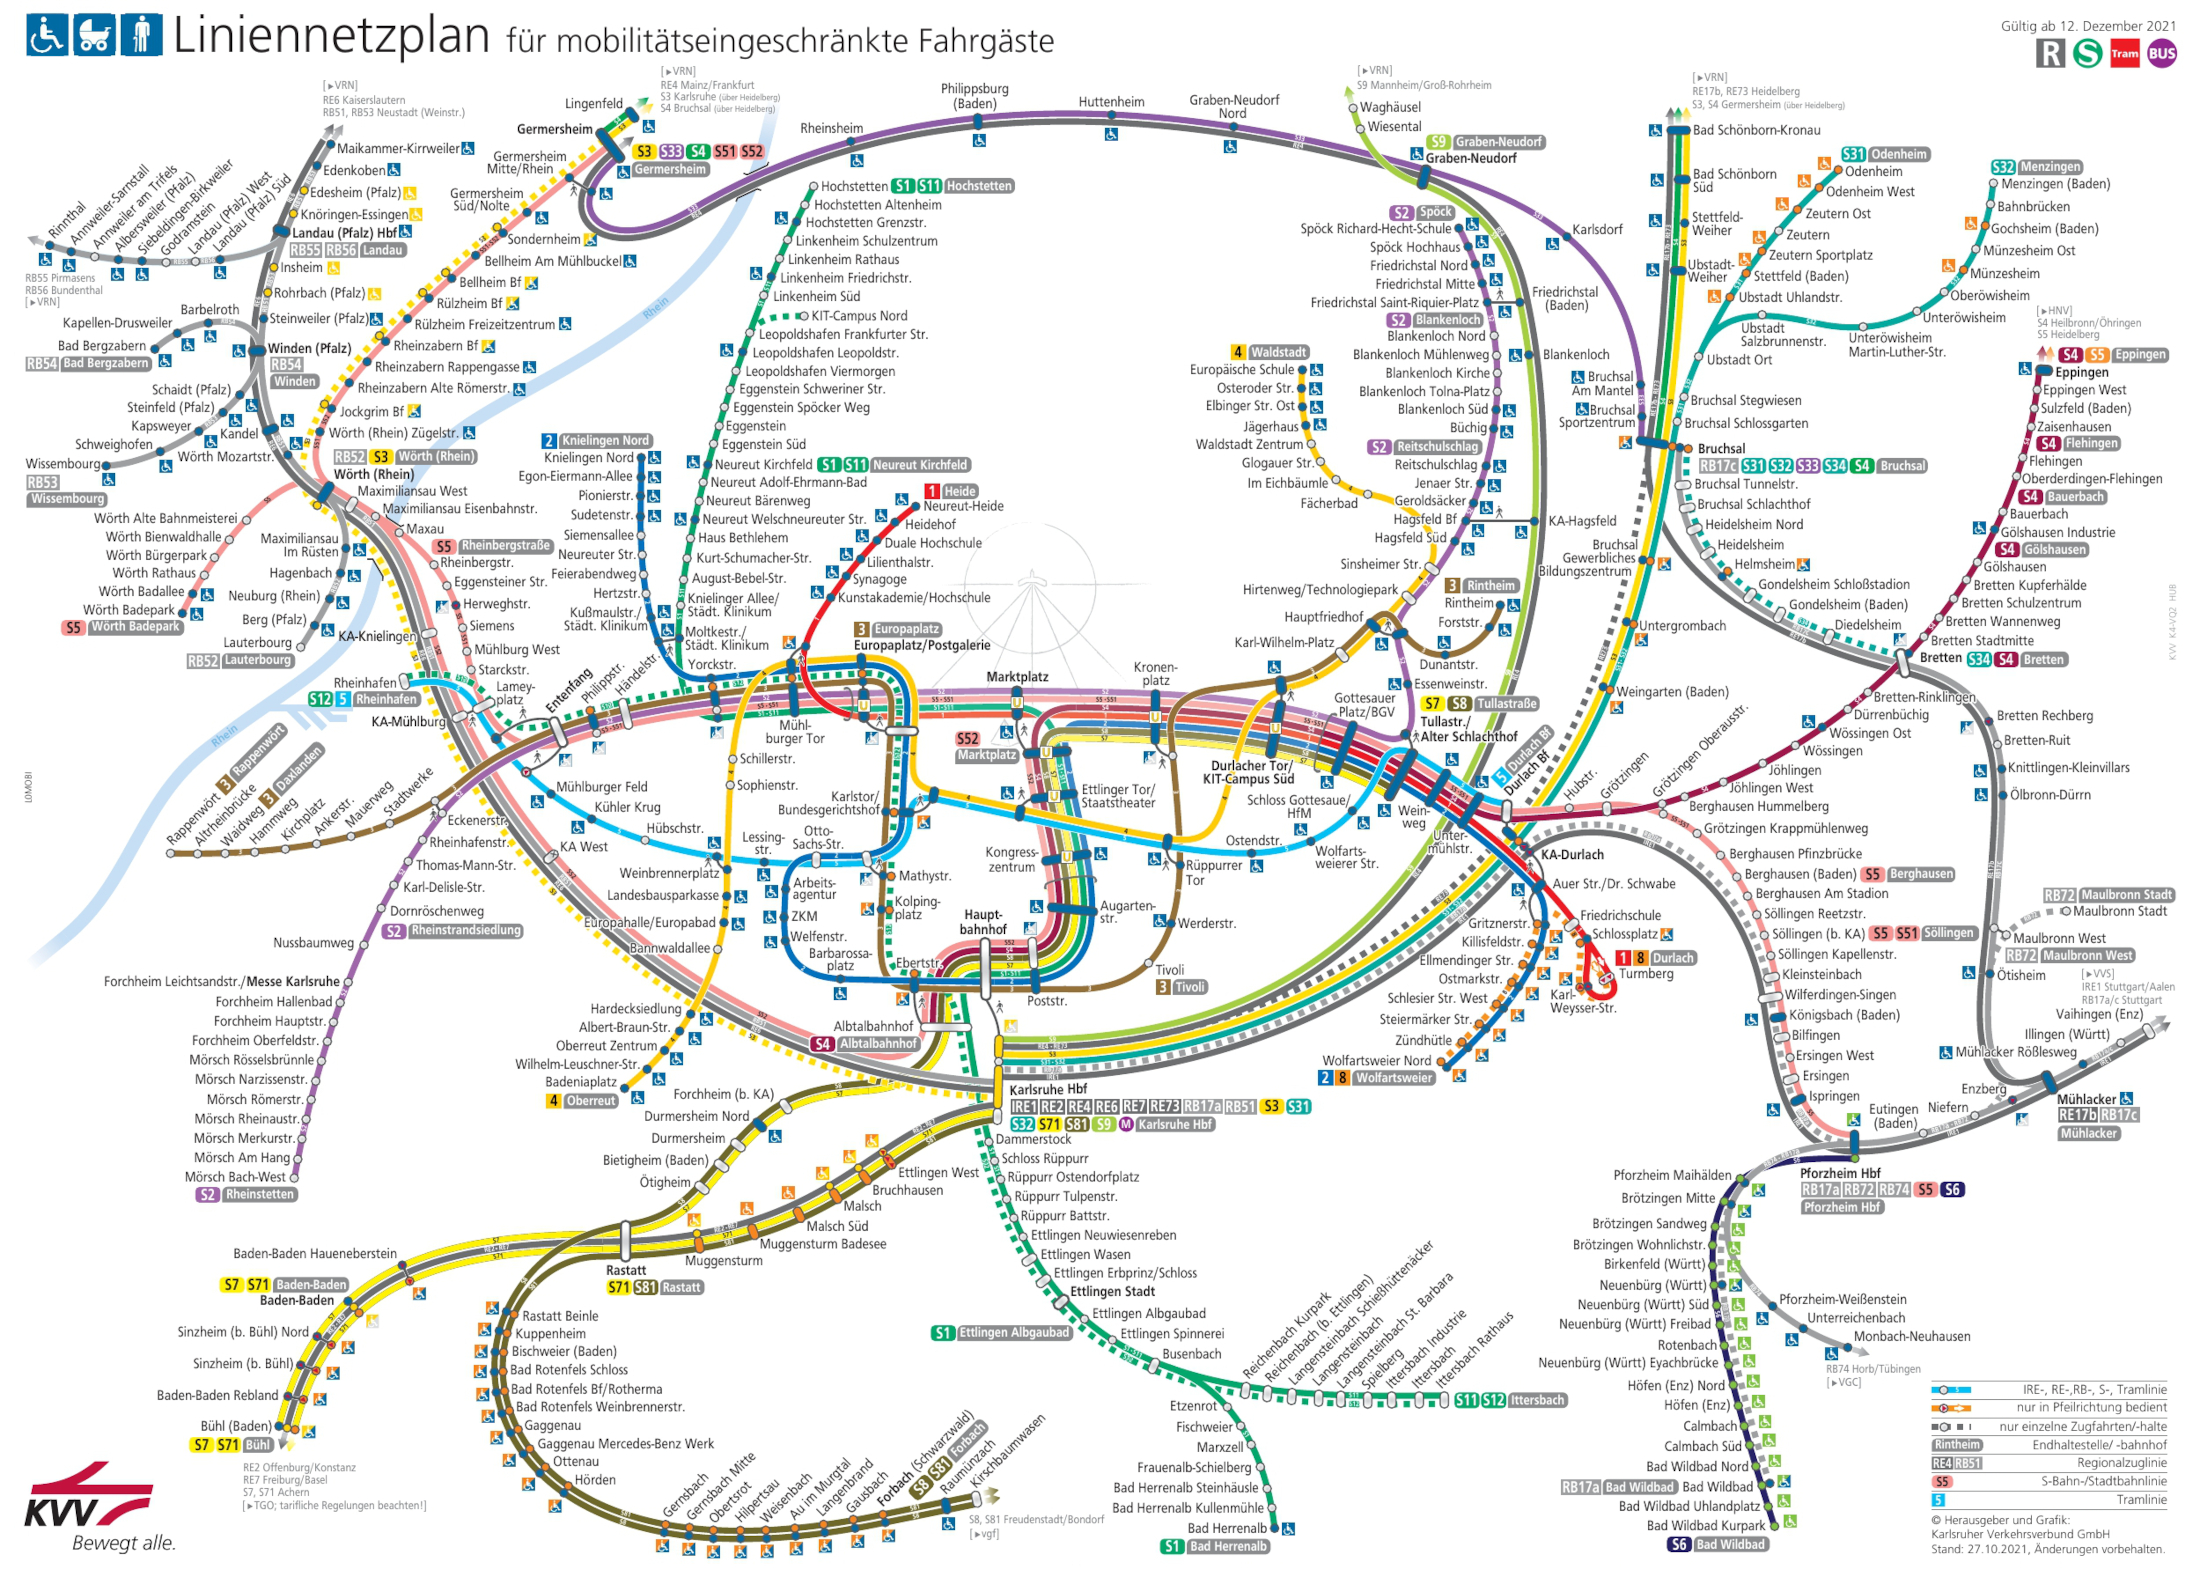 Liniennetzplan für mobilitätseingeschränkte Fahrgäste
Gültig ab 12. Dezember 2021
R S Tram BUS
[►VRN]
RE6 Kaiserslautern
RB51, RB53 Neustadt (Weinstr.)
[►VRN]
RE4 Mainz/Frankfurt
S3 Karlsruhe (über Heidelberg)
S4 Bruchsal (über Heidelberg)
[►VRN]
S9 Mannheim/Groß-Rohrheim
[►VRN]
RE17b, RE73 Heidelberg
S3, S4 Germersheim (über Heidelberg)
Maikammer-Kirrweiler
Edenkoben
Edesheim (Pfalz)
Knöringen-Essingen
Landau (Pfalz) Hbf
RB55 RB56 Landau
Rinnthal
Annweiler-Sarnstall
Annweiler am Trifels
Albersweiler (Pfalz)
Siebeldingen-Birkweiler
Godramstein
Landau (Pfalz) West
Landau (Pfalz) Süd
RB55 Pirmasens
RB56 Bundenthal
[►VRN]
Insheim
Rohrbach (Pfalz)
Steinweiler (Pfalz)
Winden (Pfalz)
RB54
Winden
Barbelroth
Kapellen-Drusweiler
Bad Bergzabern
RB54 Bad Bergzabern
Schaidt (Pfalz)
Steinfeld (Pfalz)
Kapsweyer
Schweighofen
Wissembourg
RB53
Wissembourg
Kandel
Wörth Mozartstr.
Lingenfeld
Germersheim
S3 S33 S4 S51 S52
Germersheim
Germersheim
Mitte/Rhein
Germersheim
Süd/Nolte
Sondernheim
Bellheim Am Mühlbuckel
Bellheim Bf
Rülzheim Bf
Rülzheim Freizeitzentrum
Rheinzabern Bf
Rheinzabern Rappengasse
Rheinzabern Alte Römerstr.
Jockgrim Bf
Wörth (Rhein) Zügelstr.
RB52 S3 Wörth (Rhein)
Wörth (Rhein)
Maximiliansau West
Maximiliansau Eisenbahnstr.
Maxau
Wörth Alte Bahnmeisterei
Wörth Bienwaldhalle
Wörth Bürgerpark
Wörth Rathaus
Wörth Badallee
Wörth Badepark
S5 Wörth Badepark
Maximiliansau
Im Rüsten
Hagenbach
Neuburg (Rhein)
Berg (Pfalz)
Lauterbourg
RB52 Lauterbourg
S5 Rheinbergstraße
Rheinbergstr.
Eggensteiner Str.
Herweghstr.
Siemens
Mühlburg West
Starckstr.
Lameyplatz
KA-Knielingen
Rheinhafen
S12 5 Rheinhafen
KA-Mühlburg
Entenfang
Philippstr.
Händelstr.
Rhein
Rhein
Rheinsheim
Philippsburg
(Baden)
Huttenheim
Graben-Neudorf
Nord
Waghäusel
Wiesental
S9 Graben-Neudorf
Graben-Neudorf
Karlsdorf
Hochstetten S1 S11 Hochstetten
Hochstetten Altenheim
Hochstetten Grenzstr.
Linkenheim Schulzentrum
Linkenheim Rathaus
Linkenheim Friedrichstr.
Linkenheim Süd
KIT-Campus Nord
Leopoldshafen Frankfurter Str.
Leopoldshafen Leopoldstr.
Leopoldshafen Viermorgen
Eggenstein Schweriner Str.
Eggenstein Spöcker Weg
Eggenstein
Eggenstein Süd
Neureut Kirchfeld S1 S11 Neureut Kirchfeld
Neureut Adolf-Ehrmann-Bad
Neureut Bärenweg
Neureut Welschneureuter Str.
Haus Bethlehem
Kurt-Schumacher-Str.
August-Bebel-Str.
Knielinger Allee/
Städt. Klinikum
Moltkestr./
Städt. Klinikum
Yorckstr.
2 Knielingen Nord
Knielingen Nord
Egon-Eiermann-Allee
Pionierstr.
Sudetenstr.
Siemensallee
Neureuter Str.
Feierabendweg
Hertzstr.
Kußmaulstr./
Städt. Klinikum
1 Heide
Neureut-Heide
Heidehof
Duale Hochschule
Lilienthalstr.
Synagoge
Kunstakademie/Hochschule
3 Europaplatz
Europaplatz/Postgalerie
Mühlburger Tor
Marktplatz
S52
Marktplatz
Kronenplatz
Durlacher Tor/
KIT-Campus Süd
Gottesauer
Platz/BGV
S7 S8 Tullastraße
Tullastr./
Alter Schlachthof
5 Durlach Bf
Durlach Bf
4 Waldstadt
Europäische Schule
Osteroder Str.
Elbinger Str. Ost
Jägerhaus
Waldstadt Zentrum
Glogauer Str.
Im Eichbäumle
Fächerbad
Sinsheimer Str.
Hirtenweg/Technologiepark
Hauptfriedhof
Karl-Wilhelm-Platz
3 Rintheim
Rintheim
Forststr.
Dunantstr.
Essenweinstr.
S2 Spöck
Spöck Richard-Hecht-Schule
Spöck Hochhaus
Friedrichstal Nord
Friedrichstal Mitte
Friedrichstal Saint-Riquier-Platz
S2 Blankenloch
Blankenloch Nord
Blankenloch Mühlenweg
Blankenloch Kirche
Blankenloch Tolna-Platz
Blankenloch Süd
Büchig
S2 Reitschulschlag
Reitschulschlag
Jenaer Str.
Geroldsäcker
Hagsfeld Bf
Hagsfeld Süd
Friedrichstal
(Baden)
Blankenloch
KA-Hagsfeld
Bad Schönborn-Kronau
Bad Schönborn
Süd
Stettfeld-
Weiher
Ubstadt-
Weiher
Bruchsal
Am Mantel
Bruchsal
Sportzentrum
Bruchsal
RB17c S31 S32 S33 S34 S4 Bruchsal
Bruchsal
Gewerbliches
Bildungszentrum
Untergrombach
Weingarten (Baden)
S31 Odenheim
Odenheim
Odenheim West
Zeutern Ost
Zeutern
Zeutern Sportplatz
Stettfeld (Baden)
Ubstadt Uhlandstr.
Ubstadt
Salzbrunnenstr.
Ubstadt Ort
Bruchsal Stegwiesen
Bruchsal Schlossgarten
S32 Menzingen
Menzingen (Baden)
Bahnbrücken
Gochsheim (Baden)
Münzesheim Ost
Münzesheim
Oberöwisheim
Unteröwisheim
Unteröwisheim
Martin-Luther-Str.
[►HNV]
S4 Heilbronn/Öhringen
S5 Heidelberg
S4 S5 Eppingen
Eppingen
Eppingen West
Sulzfeld (Baden)
Zaisenhausen
S4 Flehingen
Flehingen
Oberderdingen-Flehingen
S4 Bauerbach
Bauerbach
Gölshausen Industrie
S4 Gölshausen
Gölshausen
Bretten Kupferhälde
Bretten Schulzentrum
Bretten Wannenweg
Bretten Stadtmitte
Bretten S34 S4 Bretten
Bruchsal Tunnelstr.
Bruchsal Schlachthof
Heidelsheim Nord
Heidelsheim
Helmsheim
Gondelsheim Schloßstadion
Gondelsheim (Baden)
Diedelsheim
Bretten-Rinklingen
Dürrenbüchig
Wössingen Ost
Wössingen
Jöhlingen
Jöhlingen West
Berghausen Hummelberg
Bretten Rechberg
Bretten-Ruit
Knittlingen-Kleinvillars
Ölbronn-Dürrn
RB72 Maulbronn Stadt
Maulbronn Stadt
Maulbronn West
RB72 Maulbronn West
Ötisheim
[►VVS]
IRE1 Stuttgart/Aalen
RB17a/c Stuttgart
Vaihingen (Enz)
Illingen (Württ)
Mühlacker Rößlesweg
Mühlacker
RE17b RB17c
Mühlacker
Enzberg
Niefern
Eutingen
(Baden)
Pforzheim Hbf
RB17a RB72 RB74 S5 S6
Pforzheim Hbf
Hubstr.
Grötzingen
Grötzingen Oberausstr.
Grötzingen Krappmühlenweg
Berghausen Pfinzbrücke
Berghausen (Baden) S5 Berghausen
Berghausen Am Stadion
Söllingen Reetzstr.
Söllingen (b. KA) S5 S51 Söllingen
Söllingen Kapellenstr.
Kleinsteinbach
Wilferdingen-Singen
Königsbach (Baden)
Bilfingen
Ersingen West
Ersingen
Ispringen
Weinweg
Untermühlstr.
KA-Durlach
Auer Str./Dr. Schwabe
Friedrichschule
Schlossplatz
1 8 Durlach
Turmberg
Karl-
Weysser-Str.
Gritznerstr.
Killisfeldstr.
Ellmendinger Str.
Ostmarkstr.
Schlesier Str. West
Steiermärker Str.
Zündhütle
Wolfartsweier Nord
2 8 Wolfartsweier
Schloss Gottesaue/
HfM
Ostendstr.
Wolfartsweierer Str.
Rüppurrer
Tor
Werderstr.
Tivoli
3 Tivoli
Ettlinger Tor/
Staatstheater
Kongresszentrum
Augartenstr.
Hauptbahnhof
Poststr.
Ebertstr.
Kolpingplatz
Mathystr.
Karlstor/
Bundesgerichtshof
Otto-
Sachs-Str.
Lessingstr.
Arbeitsagentur
ZKM
Welfenstr.
Barbarossaplatz
Schillerstr.
Sophienstr.
Mühlburger Feld
Kühler Krug
Hübschstr.
KA West
Weinbrennerplatz
Landesbausparkasse
Europahalle/Europabad
Bannwaldallee
Hardecksiedlung
Albert-Braun-Str.
Oberreut Zentrum
Wilhelm-Leuschner-Str.
Badeniaplatz
4 Oberreut
3 Rappenwört
3 Daxlanden
Rappenwört
Altrheinbrücke
Waidweg
Hammweg
Kirchplatz
Ankerstr.
Mauerweg
Stadtwerke
Eckenerstr.
Rheinhafenstr.
Thomas-Mann-Str.
Karl-Delisle-Str.
Dornröschenweg
S2 Rheinstrandsiedlung
Nussbaumweg
Forchheim Leichtsandstr./Messe Karlsruhe
Forchheim Hallenbad
Forchheim Hauptstr.
Forchheim Oberfeldstr.
Mörsch Rösselsbrünnle
Mörsch Narzissenstr.
Mörsch Römerstr.
Mörsch Rheinaustr.
Mörsch Merkurstr.
Mörsch Am Hang
Mörsch Bach-West
S2 Rheinstetten
Albtalbahnhof
S4 Albtalbahnhof
Karlsruhe Hbf
IRE1 RE2 RE4 RE6 RE7 RE73 RB17a RB51 S3 S31
S32 S71 S81 S9 M Karlsruhe Hbf
Forchheim (b. KA)
Durmersheim Nord
Durmersheim
Bietigheim (Baden)
Ötigheim
Ettlingen West
Bruchhausen
Malsch
Malsch Süd
Muggensturm Badesee
Muggensturm
Rastatt
S71 S81 Rastatt
Baden-Baden Haueneberstein
S7 S71 Baden-Baden
Baden-Baden
Sinzheim (b. Bühl) Nord
Sinzheim (b. Bühl)
Baden-Baden Rebland
Bühl (Baden)
S7 S71 Bühl
RE2 Offenburg/Konstanz
RE7 Freiburg/Basel
S7, S71 Achern
[►TGO; tarifliche Regelungen beachten!]
Rastatt Beinle
Kuppenheim
Bischweier (Baden)
Bad Rotenfels Schloss
Bad Rotenfels Bf/Rotherma
Bad Rotenfels Weinbrennerstr.
Gaggenau
Gaggenau Mercedes-Benz Werk
Ottenau
Hörden
Gernsbach
Gernsbach Mitte
Obertsrot
Hilpertsau
Weisenbach
Au im Murgtal
Langenbrand
Gausbach
Forbach (Schwarzwald)
S8 S81 Forbach
Raumünzach
Kirschbaumwasen
S8, S81 Freudenstadt/Bondorf
[►vgf]
Dammerstock
Schloss Rüppurr
Rüppurr Ostendorfplatz
Rüppurr Tulpenstr.
Rüppurr Battstr.
Ettlingen Neuwiesenreben
Ettlingen Wasen
Ettlingen Erbprinz/Schloss
Ettlingen Stadt
Ettlingen Albgaubad
S1 Ettlingen Albgaubad
Ettlingen Spinnerei
Busenbach
Reichenbach Kurpark
Reichenbach (b. Ettlingen)
Langensteinbach Schießhüttenäcker
Langensteinbach
Langensteinbach St. Barbara
Spielberg
Ittersbach Industrie
Ittersbach
Ittersbach Rathaus
S11 S12 Ittersbach
Etzenrot
Fischweier
Marxzell
Frauenalb-Schielberg
Bad Herrenalb Steinhäusle
Bad Herrenalb Kullenmühle
Bad Herrenalb
S1 Bad Herrenalb
Pforzheim Maihälden
Brötzingen Mitte
Brötzingen Sandweg
Brötzingen Wohnlichstr.
Birkenfeld (Württ)
Neuenbürg (Württ)
Neuenbürg (Württ) Süd
Neuenbürg (Württ) Freibad
Rotenbach
Neuenbürg (Württ) Eyachbrücke
Höfen (Enz) Nord
Höfen (Enz)
Calmbach
Calmbach Süd
Bad Wildbad Nord
RB17a Bad Wildbad Bad Wildbad
Bad Wildbad Uhlandplatz
Bad Wildbad Kurpark
S6 Bad Wildbad
Pforzheim-Weißenstein
Unterreichenbach
Monbach-Neuhausen
RB74 Horb/Tübingen
[►VGC]
IRE-, RE-,RB-, S-, Tramlinie
nur in Pfeilrichtung bedient
nur einzelne Zugfahrten/-halte
Rintheim Endhaltestelle/ -bahnhof
RE4 RB51 Regionalzuglinie
S5 S-Bahn-/Stadtbahnlinie
5 Tramlinie
© Herausgeber und Grafik:
Karlsruher Verkehrsverbund GmbH
Stand: 27.10.2021, Änderungen vorbehalten.
KVV
Bewegt alle.
LOMOBI
KVV K4-V02 HUB